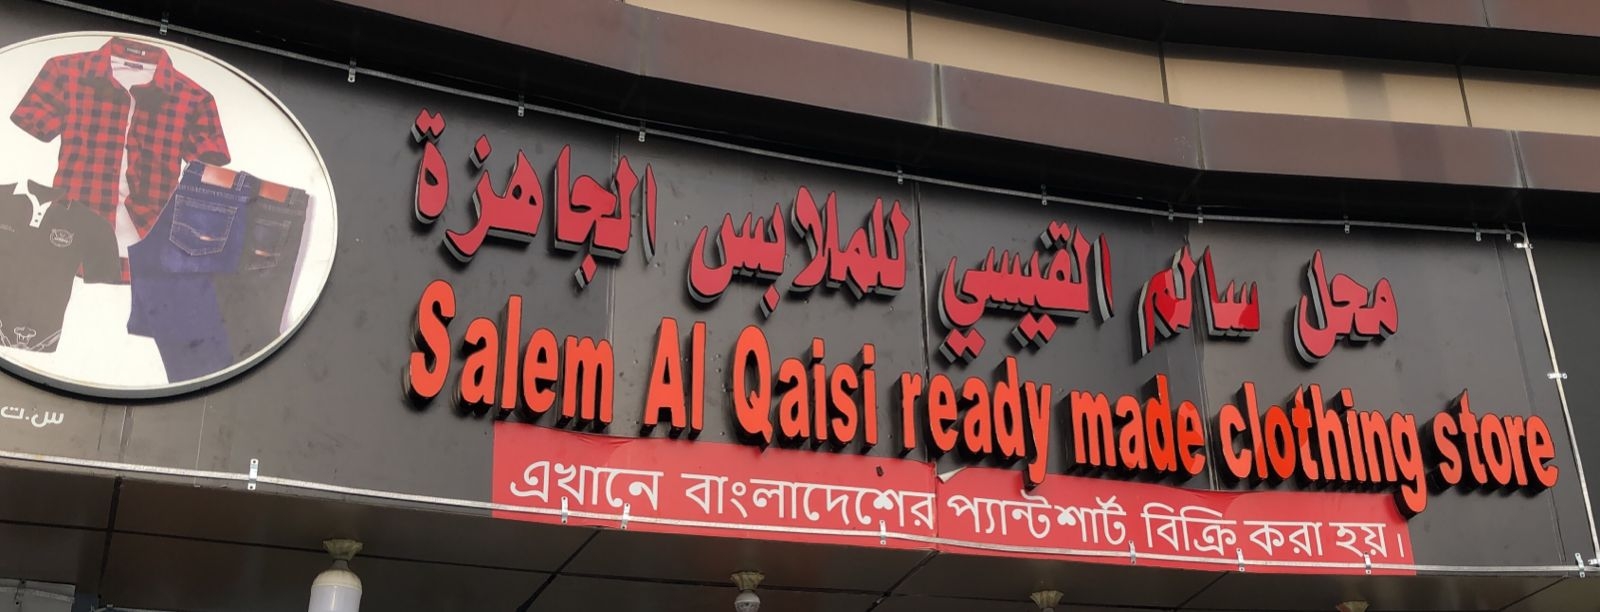 محل سالم القيسي للملابس الجاهزة
Salem Al Qaisi ready made clothing store
এখানে বাংলাদেশের প্যান্টশার্ট বিক্রি করা হয়।
س.ت